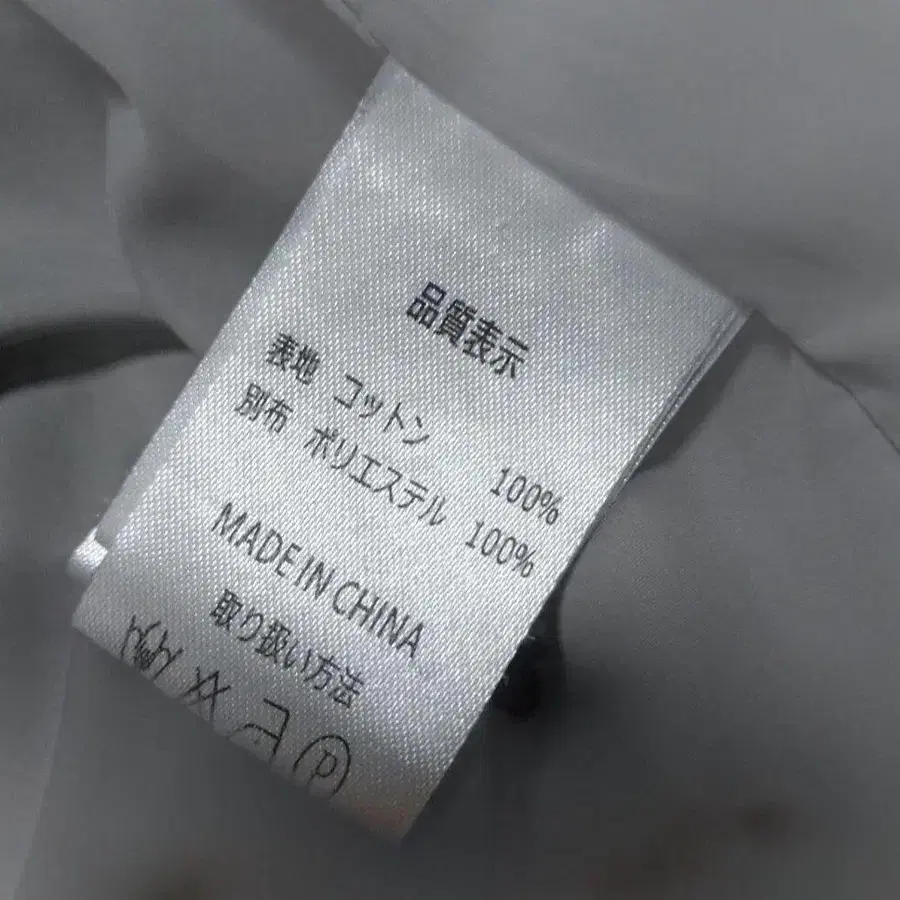 品質表示
表地 コットン 100%
別布 ポリエステル 100%
MADE IN CHINA
取り扱い方法
P